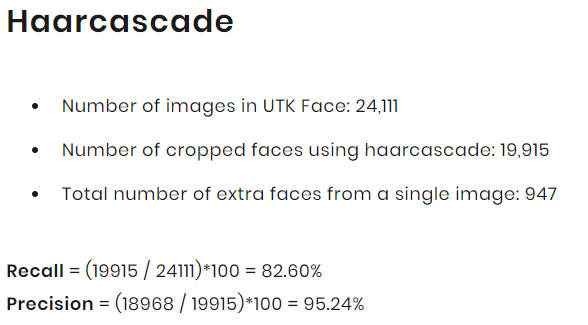 Haarcascade
• Number of images in UTK Face: 24,111
• Number of cropped faces using haarcascade: 19,915
• Total number of extra faces from a single image: 947
Recall = (19915 / 24111)*100 = 82.60%
Precision = (18968 / 19915)*100 = 95.24%